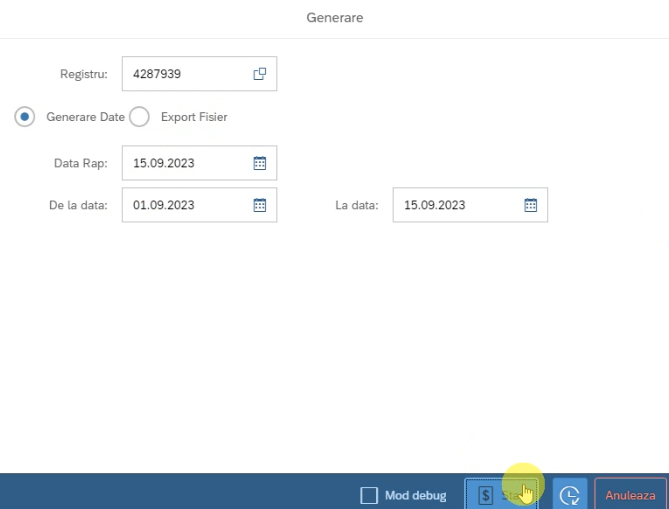 Generare
Registru: 4287939
Generare Date Export Fisier
Data Rap: 15.09.2023
De la data: 01.09.2023 La data: 15.09.2023
Mod debug $ Anuleaza